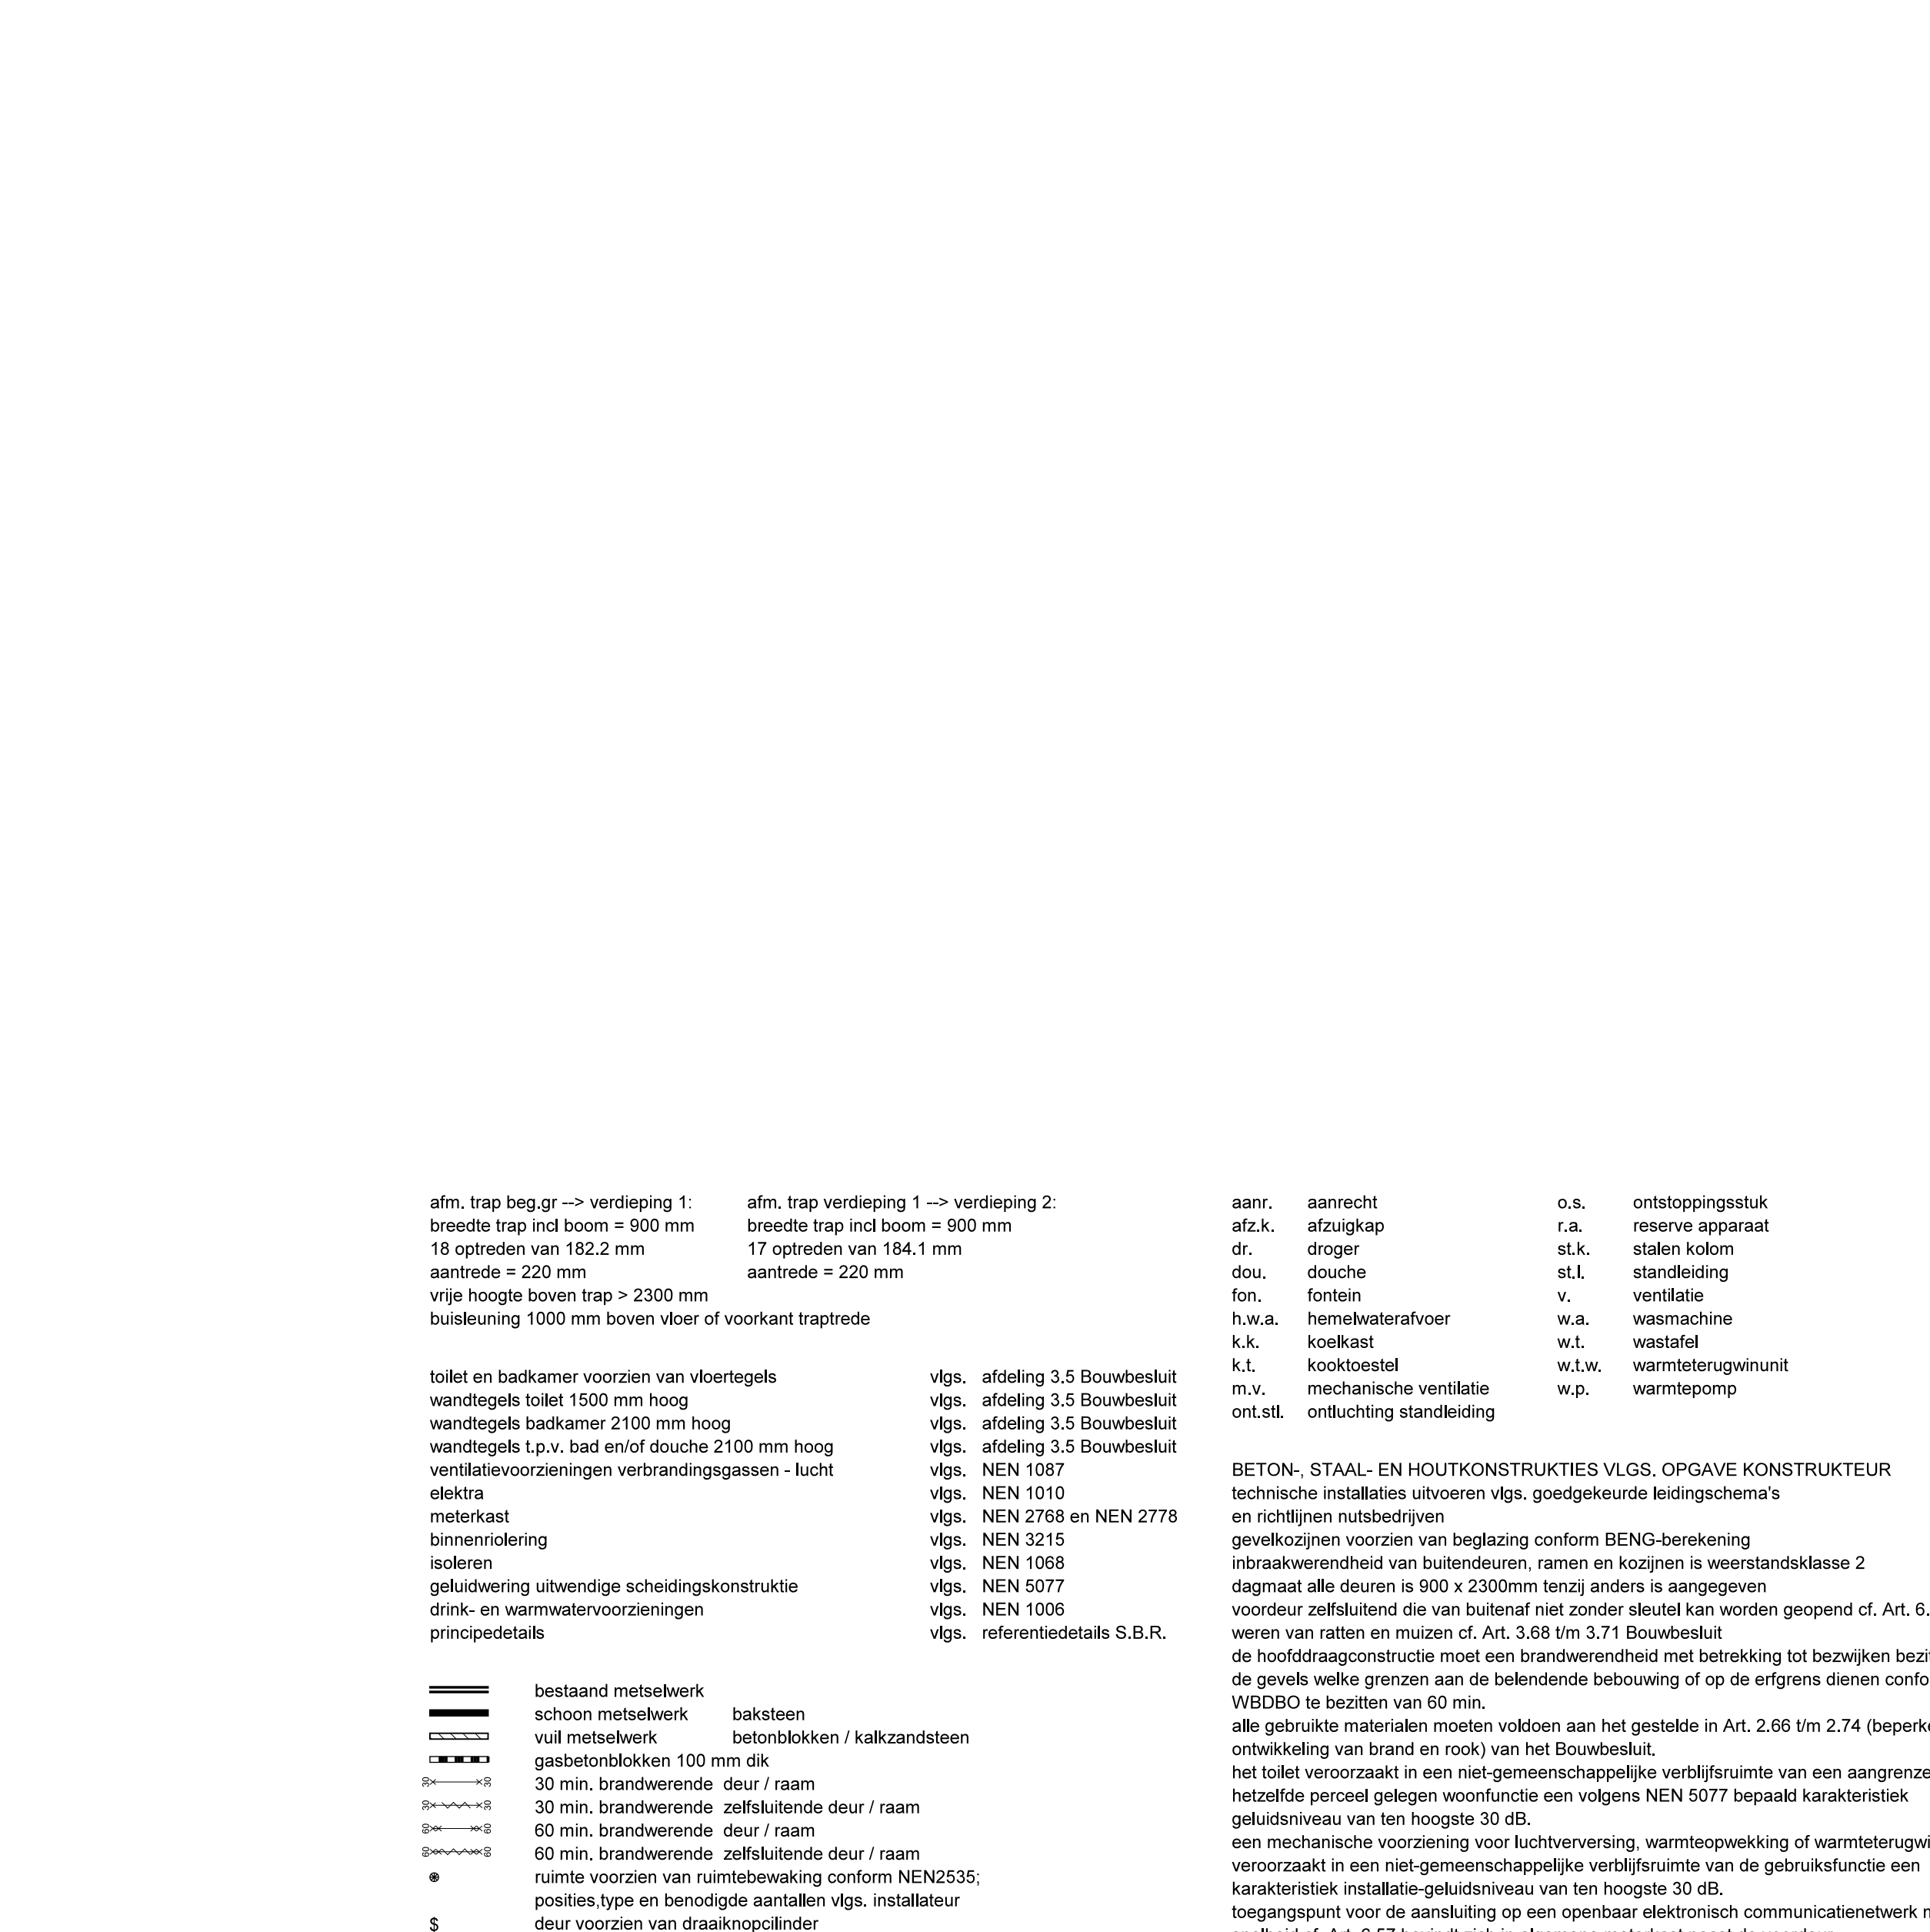 afm. trap beg.gr --> verdieping 1:
breedte trap incl boom = 900 mm
18 optreden van 182.2 mm
aantrede = 220 mm
vrije hoogte boven trap > 2300 mm
buisleuning 1000 mm boven vloer of voorkant traptrede
afm. trap verdieping 1 --> verdieping 2:
breedte trap incl boom = 900 mm
17 optreden van 184.1 mm
aantrede = 220 mm
toilet en badkamer voorzien van vloertegels vlgs. afdeling 3.5 Bouwbesluit
wandtegels toilet 1500 mm hoog vlgs. afdeling 3.5 Bouwbesluit
wandtegels badkamer 2100 mm hoog vlgs. afdeling 3.5 Bouwbesluit
wandtegels t.p.v. bad en/of douche 2100 mm hoog vlgs. afdeling 3.5 Bouwbesluit
ventilatievoorzieningen verbrandingsgassen - lucht vlgs. NEN 1087
elektra vlgs. NEN 1010
meterkast vlgs. NEN 2768 en NEN 2778
binnenriolering vlgs. NEN 3215
isoleren vlgs. NEN 1068
geluidwering uitwendige scheidingskonstruktie vlgs. NEN 5077
drink- en warmwatervoorzieningen vlgs. NEN 1006
principedetails vlgs. referentiedetails S.B.R.
bestaand metselwerk
schoon metselwerk baksteen
vuil metselwerk betonblokken / kalkzandsteen
gasbetonblokken 100 mm dik
30 30 30 min. brandwerende deur / raam
30 30 30 min. brandwerende zelfsluitende deur / raam
60 60 60 min. brandwerende deur / raam
60 60 60 min. brandwerende zelfsluitende deur / raam
ruimte voorzien van ruimtebewaking conform NEN2535;
posities,type en benodigde aantallen vlgs. installateur
$ deur voorzien van draaiknopcilinder
aanr. aanrecht
afz.k. afzuigkap
dr. droger
dou. douche
fon. fontein
h.w.a. hemelwaterafvoer
k.k. koelkast
k.t. kooktoestel
m.v. mechanische ventilatie
ont.stl. ontluchting standleiding
o.s. ontstoppingsstuk
r.a. reserve apparaat
st.k. stalen kolom
st.l. standleiding
v. ventilatie
w.a. wasmachine
w.t. wastafel
w.t.w. warmteterugwinunit
w.p. warmtepomp
BETON-, STAAL- EN HOUTKONSTRUKTIES VLGS. OPGAVE KONSTRUKTEUR
technische installaties uitvoeren vlgs. goedgekeurde leidingschema's
en richtlijnen nutsbedrijven
gevelkozijnen voorzien van beglazing conform BENG-berekening
inbraakwerendheid van buitendeuren, ramen en kozijnen is weerstandsklasse 2
dagmaat alle deuren is 900 x 2300mm tenzij anders is aangegeven
voordeur zelfsluitend die van buitenaf niet zonder sleutel kan worden geopend cf. Art. 6.
weren van ratten en muizen cf. Art. 3.68 t/m 3.71 Bouwbesluit
de hoofddraagconstructie moet een brandwerendheid met betrekking tot bezwijken bezi
de gevels welke grenzen aan de belendende bebouwing of op de erfgrens dienen confo
WBDBO te bezitten van 60 min.
alle gebruikte materialen moeten voldoen aan het gestelde in Art. 2.66 t/m 2.74 (beperk
ontwikkeling van brand en rook) van het Bouwbesluit.
het toilet veroorzaakt in een niet-gemeenschappelijke verblijfsruimte van een aangrenze
hetzelfde perceel gelegen woonfunctie een volgens NEN 5077 bepaald karakteristiek
geluidsniveau van ten hoogste 30 dB.
een mechanische voorziening voor luchtverversing, warmteopwekking of warmteterugwi
veroorzaakt in een niet-gemeenschappelijke verblijfsruimte van de gebruiksfunctie een
karakteristiek installatie-geluidsniveau van ten hoogste 30 dB.
toegangspunt voor de aansluiting op een openbaar elektronisch communicatienetwerk